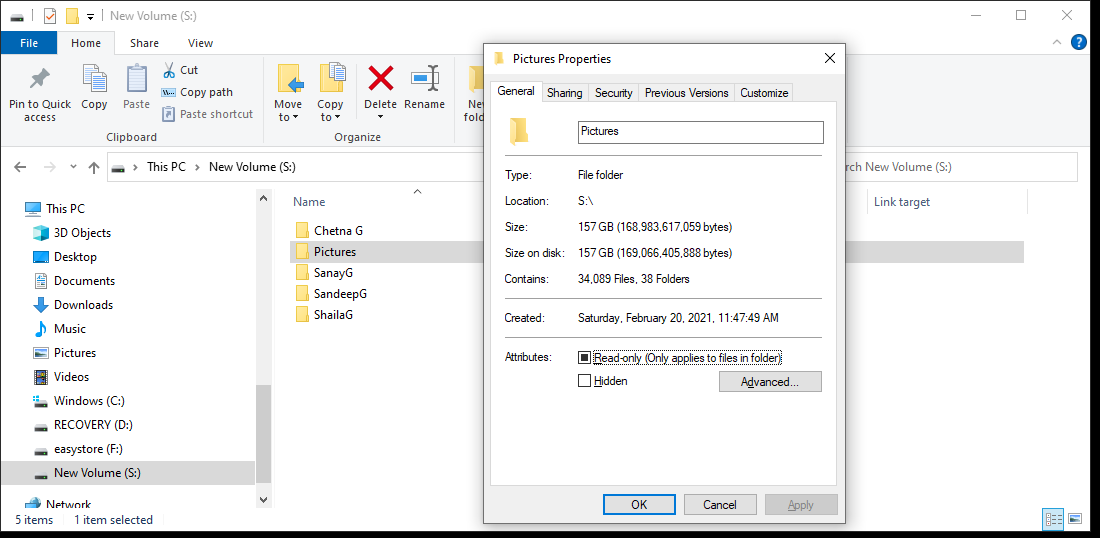 New Volume (S:)
File Home Share View
Pin to Quick access
Copy
Paste
Cut
Copy path
Paste shortcut
Move to
Copy to
Delete
Rename
New
Clipboard Organize
This PC New Volume (S:)
rch New Volume (S:)
This PC
3D Objects
Desktop
Documents
Downloads
Music
Pictures
Videos
Windows (C:)
RECOVERY (D:)
easystore (F:)
New Volume (S:)
Network
Name
Link target
Chetna G
Pictures
SanayG
SandeepG
ShailaG
5 items 1 item selected
Pictures Properties
General Sharing Security Previous Versions Customize
Pictures
Type: File folder
Location: S:\
Size: 157 GB (168,983,617,059 bytes)
Size on disk: 157 GB (169,066,405,888 bytes)
Contains: 34,089 Files, 38 Folders
Created: Saturday, February 20, 2021, 11:47:49 AM
Attributes: Read-only (Only applies to files in folder)
Hidden
Advanced...
OK Cancel Apply